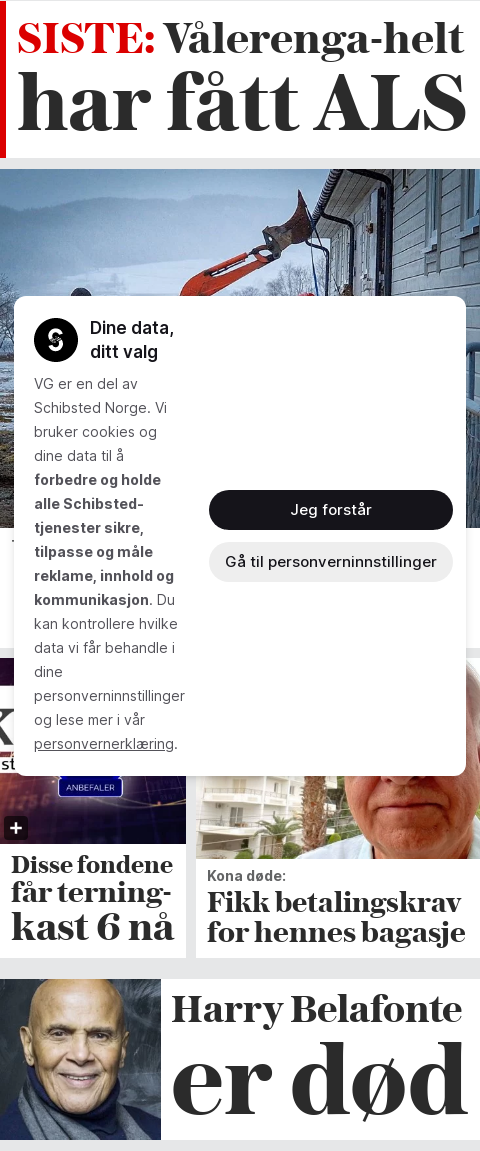 SISTE: Vålerenga-helt
har fått ALS
Dine data,
ditt valg
VG er en del av
Schibsted Norge. Vi
bruker cookies og
dine data til å
forbedre og holde
alle Schibsted-
tjenester sikre,
tilpasse og måle
reklame, innhold og
kommunikasjon. Du
kan kontrollere hvilke
data vi får behandle i
dine
personverninnstillinger
og lese mer i vår
personvernerklæring.
Jeg forstår
Gå til personverninnstillinger
ANBEFALER
Disse fondene
får terning-
kast 6 nå
Kona døde:
Fikk betalingskrav
for hennes bagasje
Harry Belafonte
er død